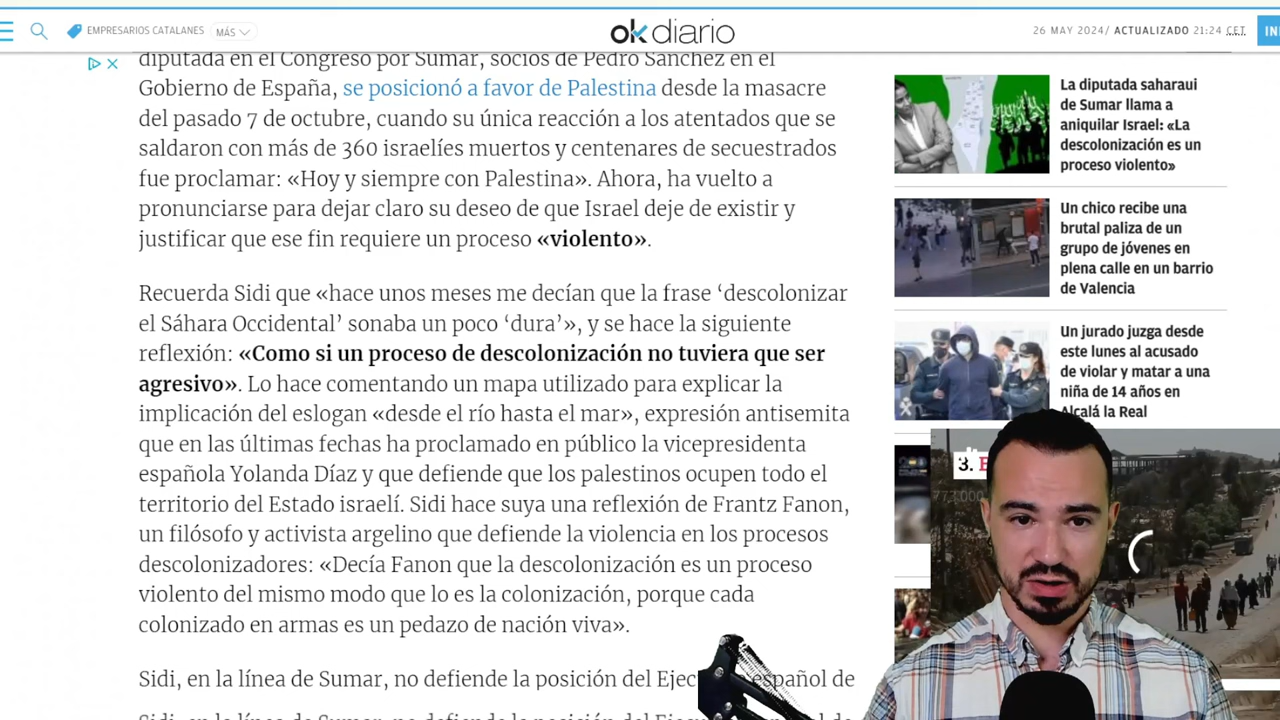 EMPRESARIOS CATALANES
MÁS
okdiario
26 MAY 2024/ ACTUALIZADO 21:24 CET
diputada en el Congreso por Sumar, socios de Pedro Sánchez en el
Gobierno de España, se posicionó a favor de Palestina desde la masacre
del pasado 7 de octubre, cuando su única reacción a los atentados que se
saldaron con más de 360 israelíes muertos y centenares de secuestrados
fue proclamar: «Hoy y siempre con Palestina». Ahora, ha vuelto a
pronunciarse para dejar claro su deseo de que Israel deje de existir y
justificar que ese fin requiere un proceso «violento».
Recuerda Sidi que «hace unos meses me decían que la frase ‘descolonizar
el Sáhara Occidental’ sonaba un poco ‘dura’», y se hace la siguiente
reflexión: «Como si un proceso de descolonización no tuviera que ser
agresivo». Lo hace comentando un mapa utilizado para explicar la
implicación del eslogan «desde el río hasta el mar», expresión antisemita
que en las últimas fechas ha proclamado en público la vicepresidenta
española Yolanda Díaz y que defiende que los palestinos ocupen todo el
territorio del Estado israelí. Sidi hace suya una reflexión de Frantz Fanon,
un filósofo y activista argelino que defiende la violencia en los procesos
descolonizadores: «Decía Fanon que la descolonización es un proceso
violento del mismo modo que lo es la colonización, porque cada
colonizado en armas es un pedazo de nación viva».
Sidi, en la línea de Sumar, no defiende la posición del español de
La diputada saharaui
de Sumar llama a
aniquilar Israel: «La
descolonización es un
proceso violento»
Un chico recibe una
brutal paliza de un
grupo de jóvenes en
plena calle en un barrio
de Valencia
Un jurado juzga desde
este lunes al acusado
de violar y matar a una
niña de 14 años en
Alcalá la Real
3.